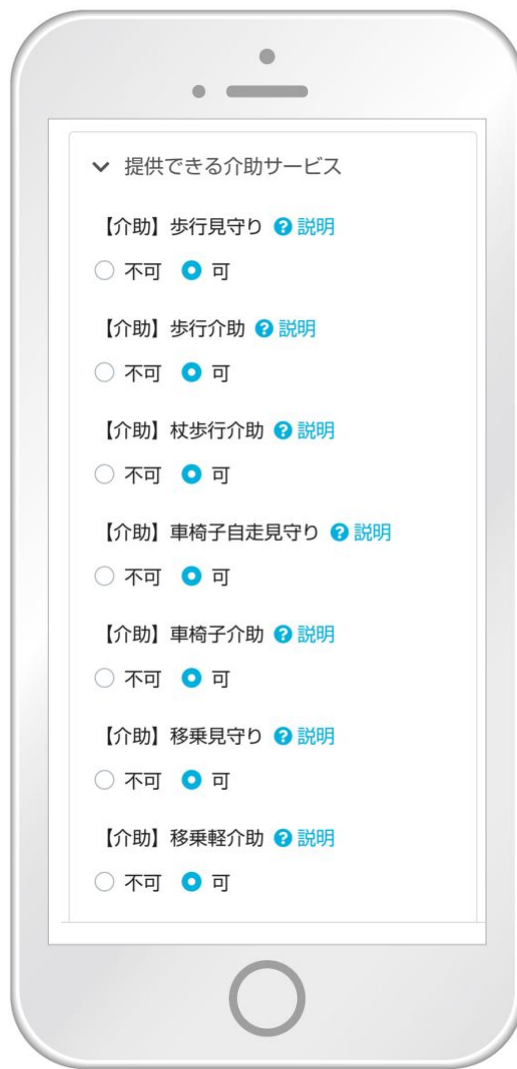 提供できる介助サービス
【介助】歩行見守り ? 説明
不可 可
【介助】歩行介助 ? 説明
不可 可
【介助】杖歩行介助 ? 説明
不可 可
【介助】車椅子自走見守り ? 説明
不可 可
【介助】車椅子介助 ? 説明
不可 可
【介助】移乗見守り ? 説明
不可 可
【介助】移乗軽介助 ? 説明
不可 可